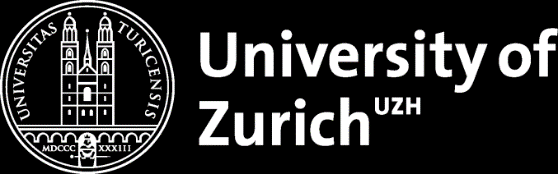 UNIVERSITAS TURICENSIS
MDCCC XXXIII
University of
Zurich UZH